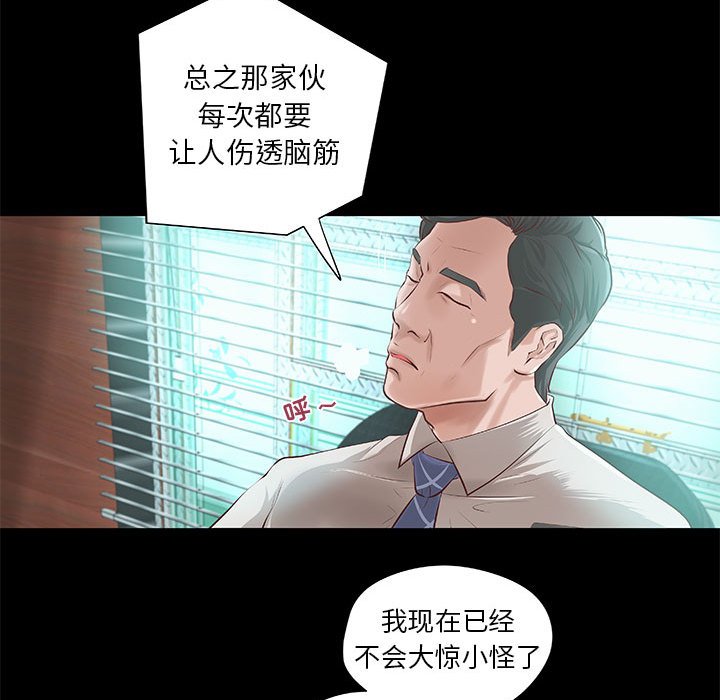 总之那家伙
每次都要
让人伤透脑筋
呼~
我现在已经
不会大惊小怪了